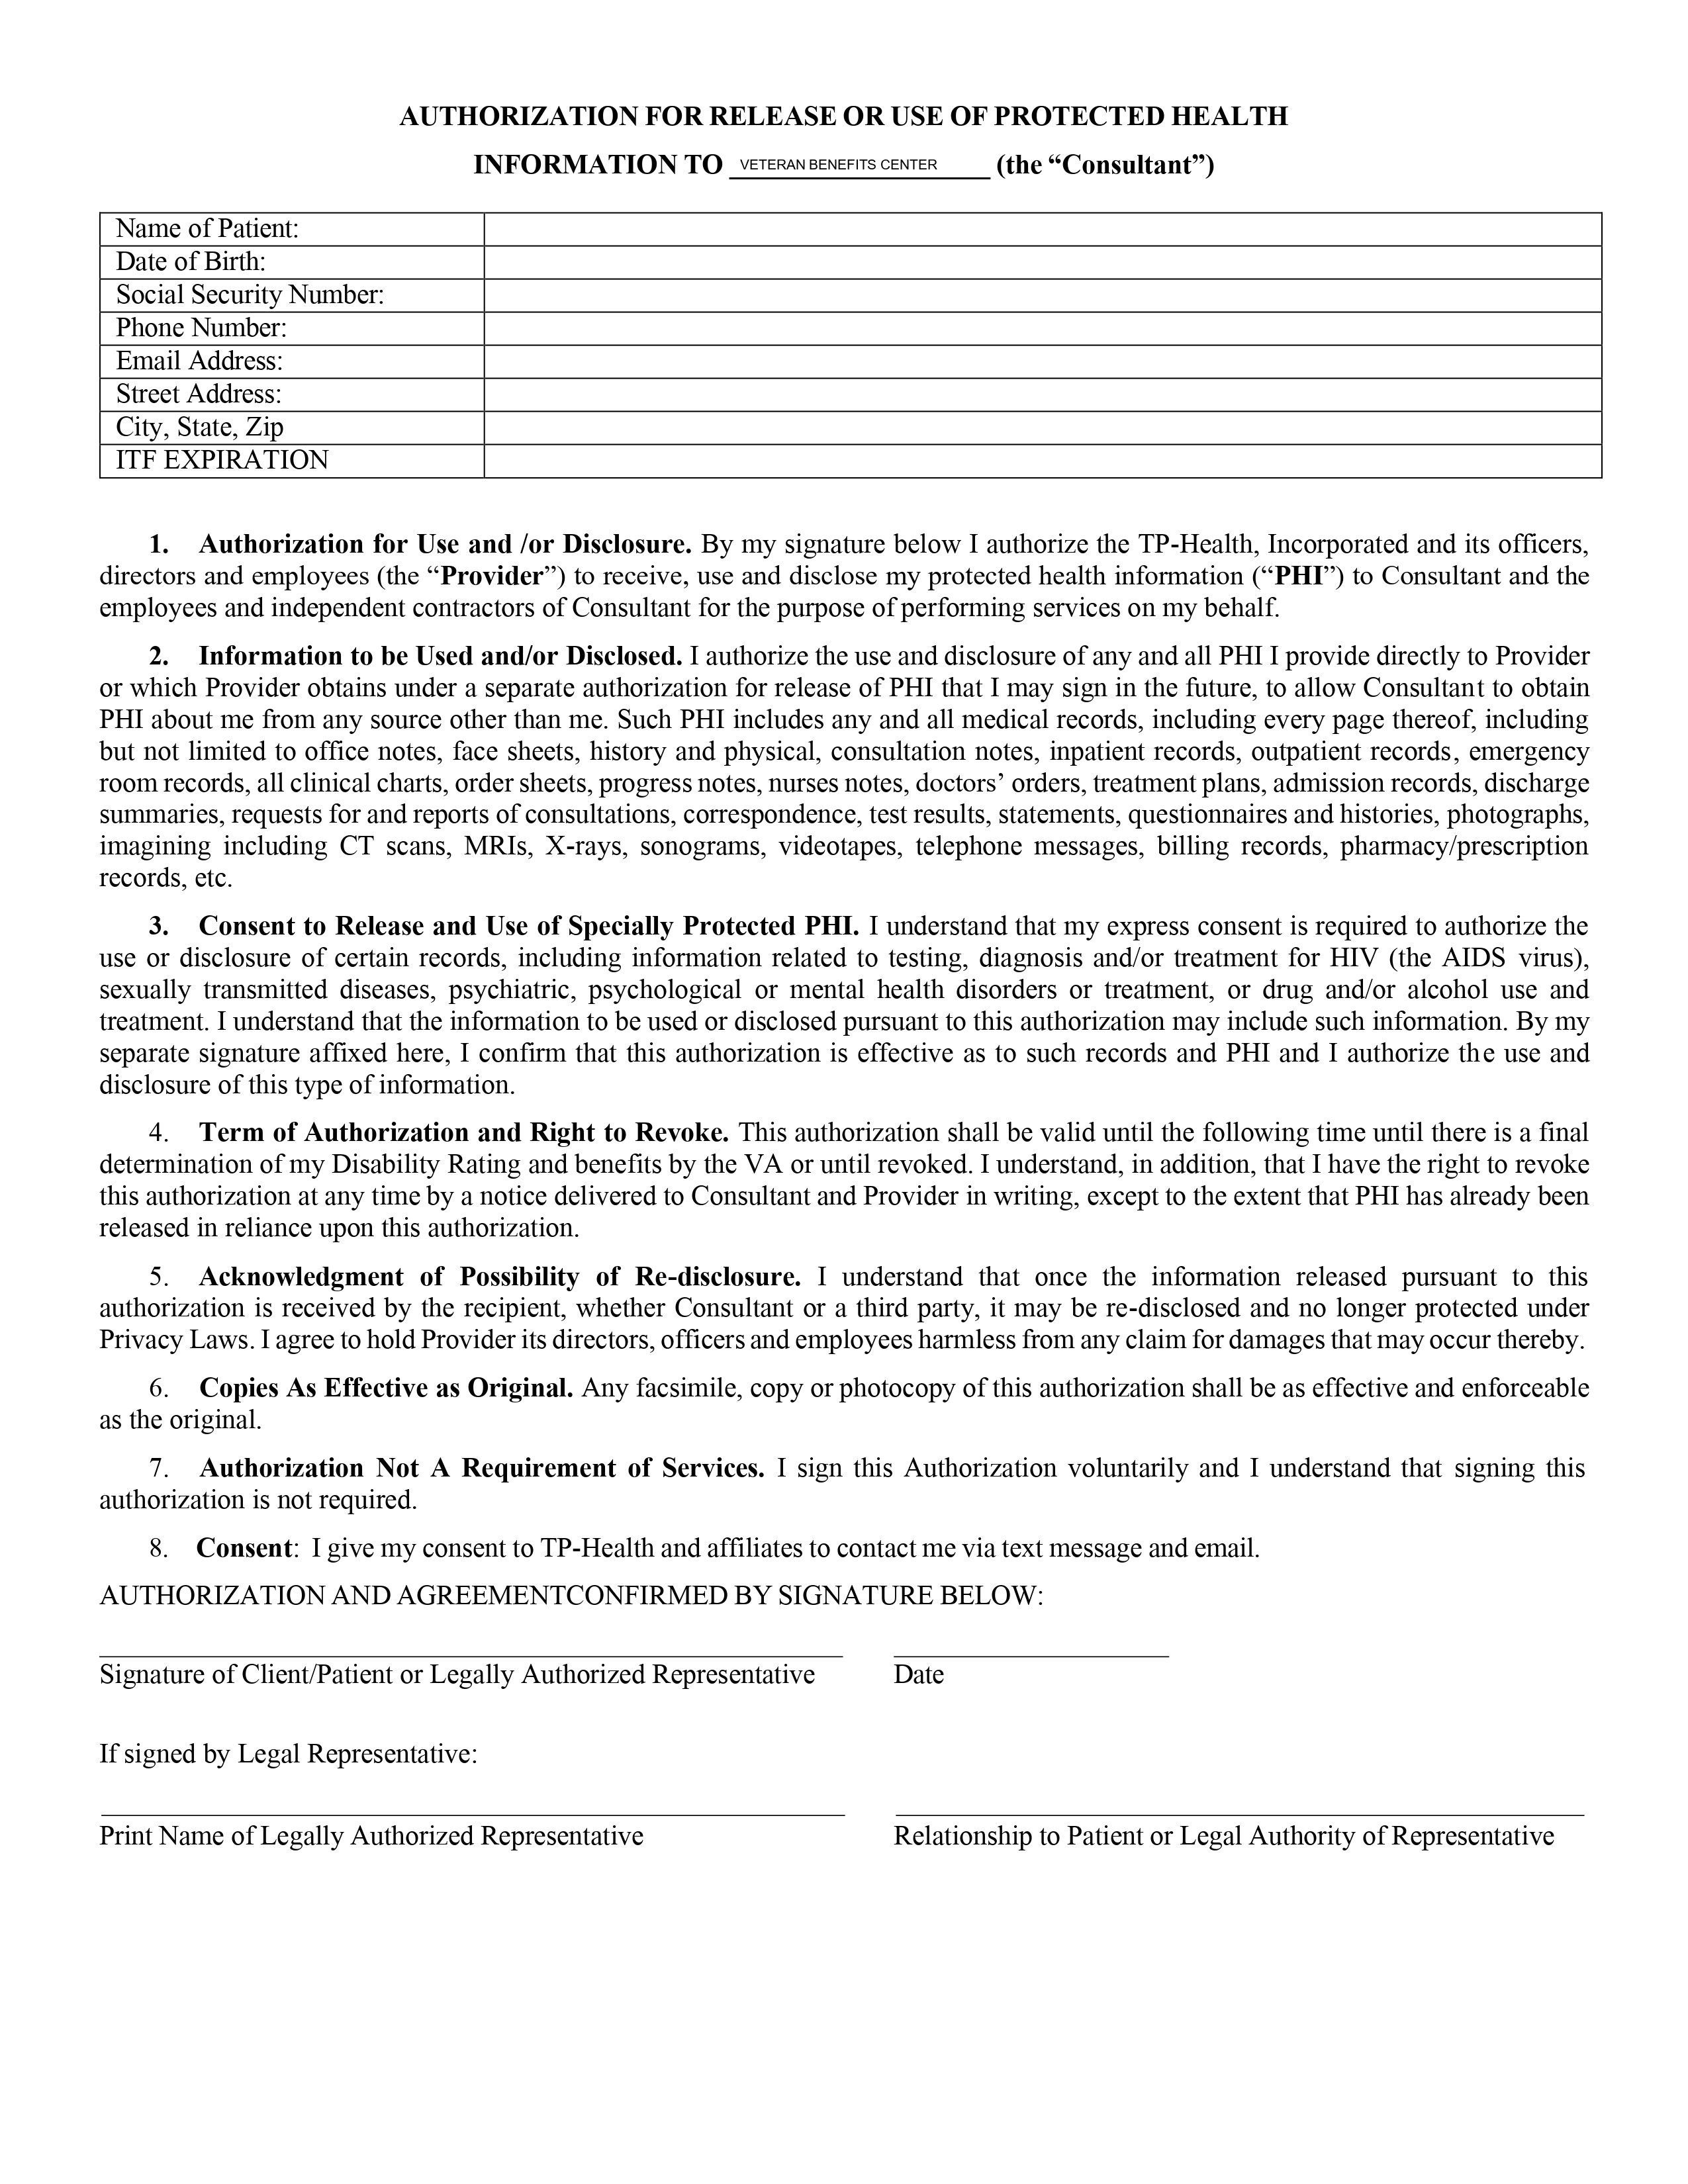 AUTHORIZATION FOR RELEASE OR USE OF PROTECTED HEALTH
INFORMATION TO VETERAN BENEFITS CENTER (the “Consultant”)
Name of Patient:
Date of Birth:
Social Security Number:
Phone Number:
Email Address:
Street Address:
City, State, Zip
ITF EXPIRATION
1. Authorization for Use and /or Disclosure. By my signature below I authorize the TP-Health, Incorporated and its officers,
directors and employees (the “Provider”) to receive, use and disclose my protected health information (“PHI”) to Consultant and the
employees and independent contractors of Consultant for the purpose of performing services on my behalf.
2. Information to be Used and/or Disclosed. I authorize the use and disclosure of any and all PHI I provide directly to Provider
or which Provider obtains under a separate authorization for release of PHI that I may sign in the future, to allow Consultant to obtain
PHI about me from any source other than me. Such PHI includes any and all medical records, including every page thereof, including
but not limited to office notes, face sheets, history and physical, consultation notes, inpatient records, outpatient records, emergency
room records, all clinical charts, order sheets, progress notes, nurses notes, doctors’ orders, treatment plans, admission records, discharge
summaries, requests for and reports of consultations, correspondence, test results, statements, questionnaires and histories, photographs,
imagining including CT scans, MRIs, X-rays, sonograms, videotapes, telephone messages, billing records, pharmacy/prescription
records, etc.
3. Consent to Release and Use of Specially Protected PHI. I understand that my express consent is required to authorize the
use or disclosure of certain records, including information related to testing, diagnosis and/or treatment for HIV (the AIDS virus),
sexually transmitted diseases, psychiatric, psychological or mental health disorders or treatment, or drug and/or alcohol use and
treatment. I understand that the information to be used or disclosed pursuant to this authorization may include such information. By my
separate signature affixed here, I confirm that this authorization is effective as to such records and PHI and I authorize the use and
disclosure of this type of information.
4. Term of Authorization and Right to Revoke. This authorization shall be valid until the following time until there is a final
determination of my Disability Rating and benefits by the VA or until revoked. I understand, in addition, that I have the right to revoke
this authorization at any time by a notice delivered to Consultant and Provider in writing, except to the extent that PHI has already been
released in reliance upon this authorization.
5. Acknowledgment of Possibility of Re-disclosure. I understand that once the information released pursuant to this
authorization is received by the recipient, whether Consultant or a third party, it may be re-disclosed and no longer protected under
Privacy Laws. I agree to hold Provider its directors, officers and employees harmless from any claim for damages that may occur thereby.
6. Copies As Effective as Original. Any facsimile, copy or photocopy of this authorization shall be as effective and enforceable
as the original.
7. Authorization Not A Requirement of Services. I sign this Authorization voluntarily and I understand that signing this
authorization is not required.
8. Consent: I give my consent to TP-Health and affiliates to contact me via text message and email.
AUTHORIZATION AND AGREEMENTCONFIRMED BY SIGNATURE BELOW:
Signature of Client/Patient or Legally Authorized Representative Date
If signed by Legal Representative:
Print Name of Legally Authorized Representative Relationship to Patient or Legal Authority of Representative